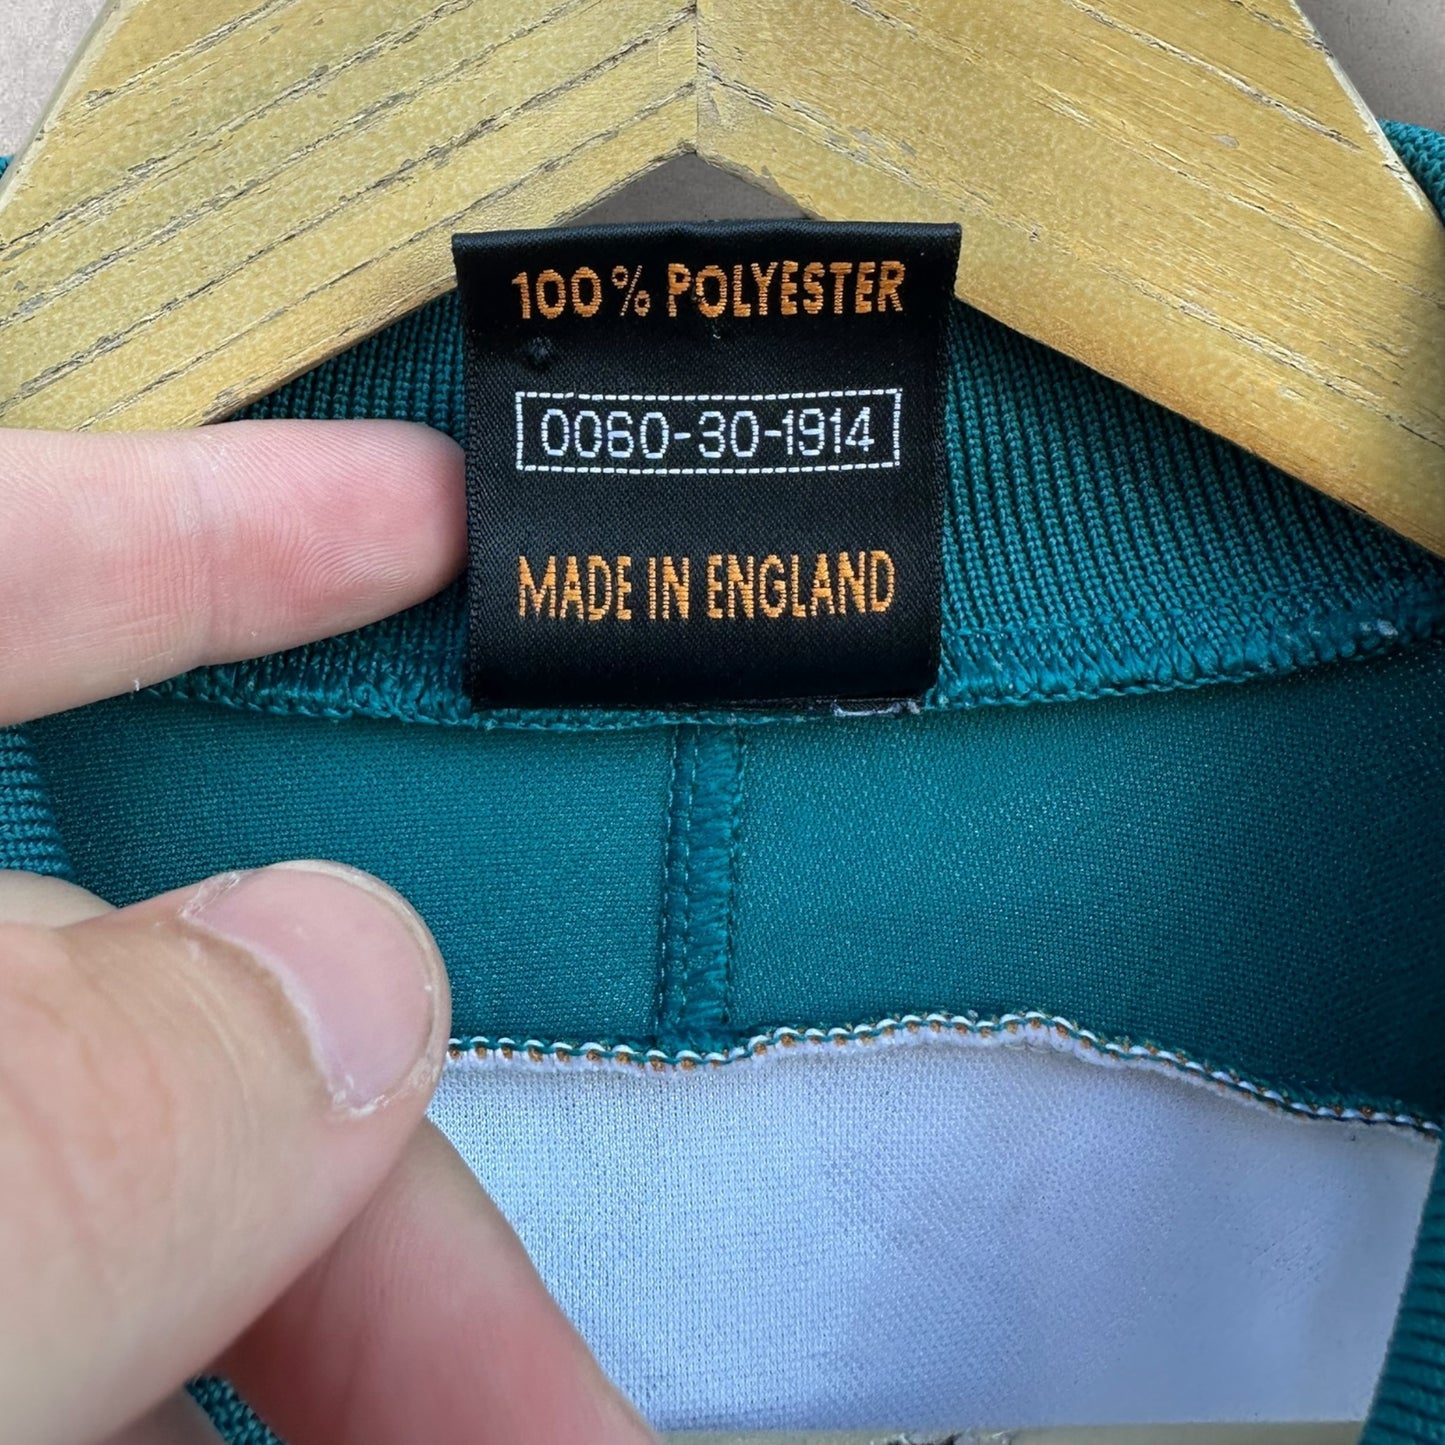 100% POLYESTER
0060-30-1914
MADE IN ENGLAND